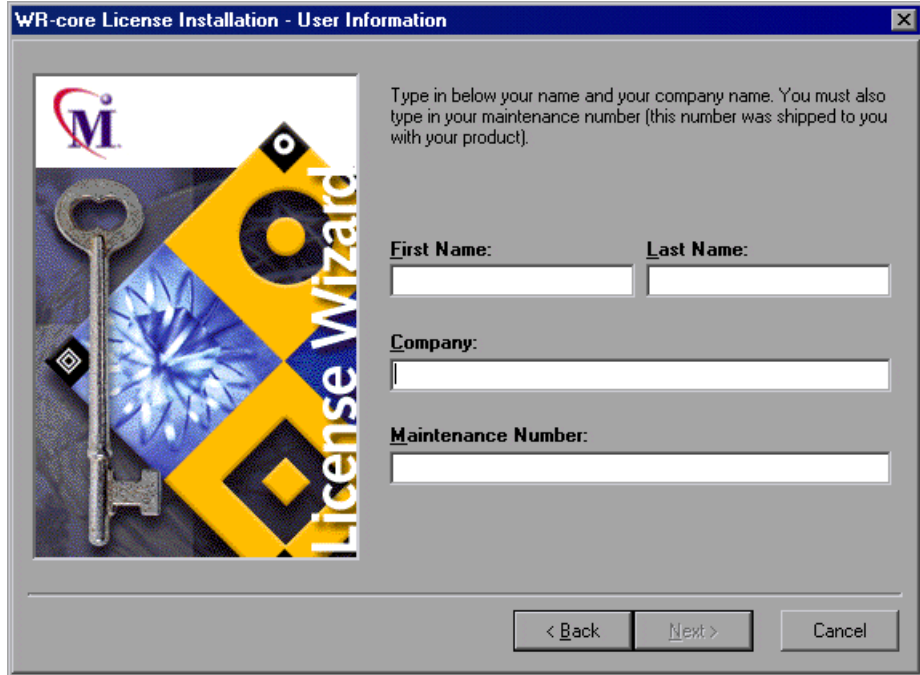 WR-core License Installation - User Information
M
Type in below your name and your company name. You must also
type in your maintenance number (this number was shipped to you
with your product).
License Wizard
First Name:
Last Name:
Company:
Maintenance Number:
< Back
Next >
Cancel